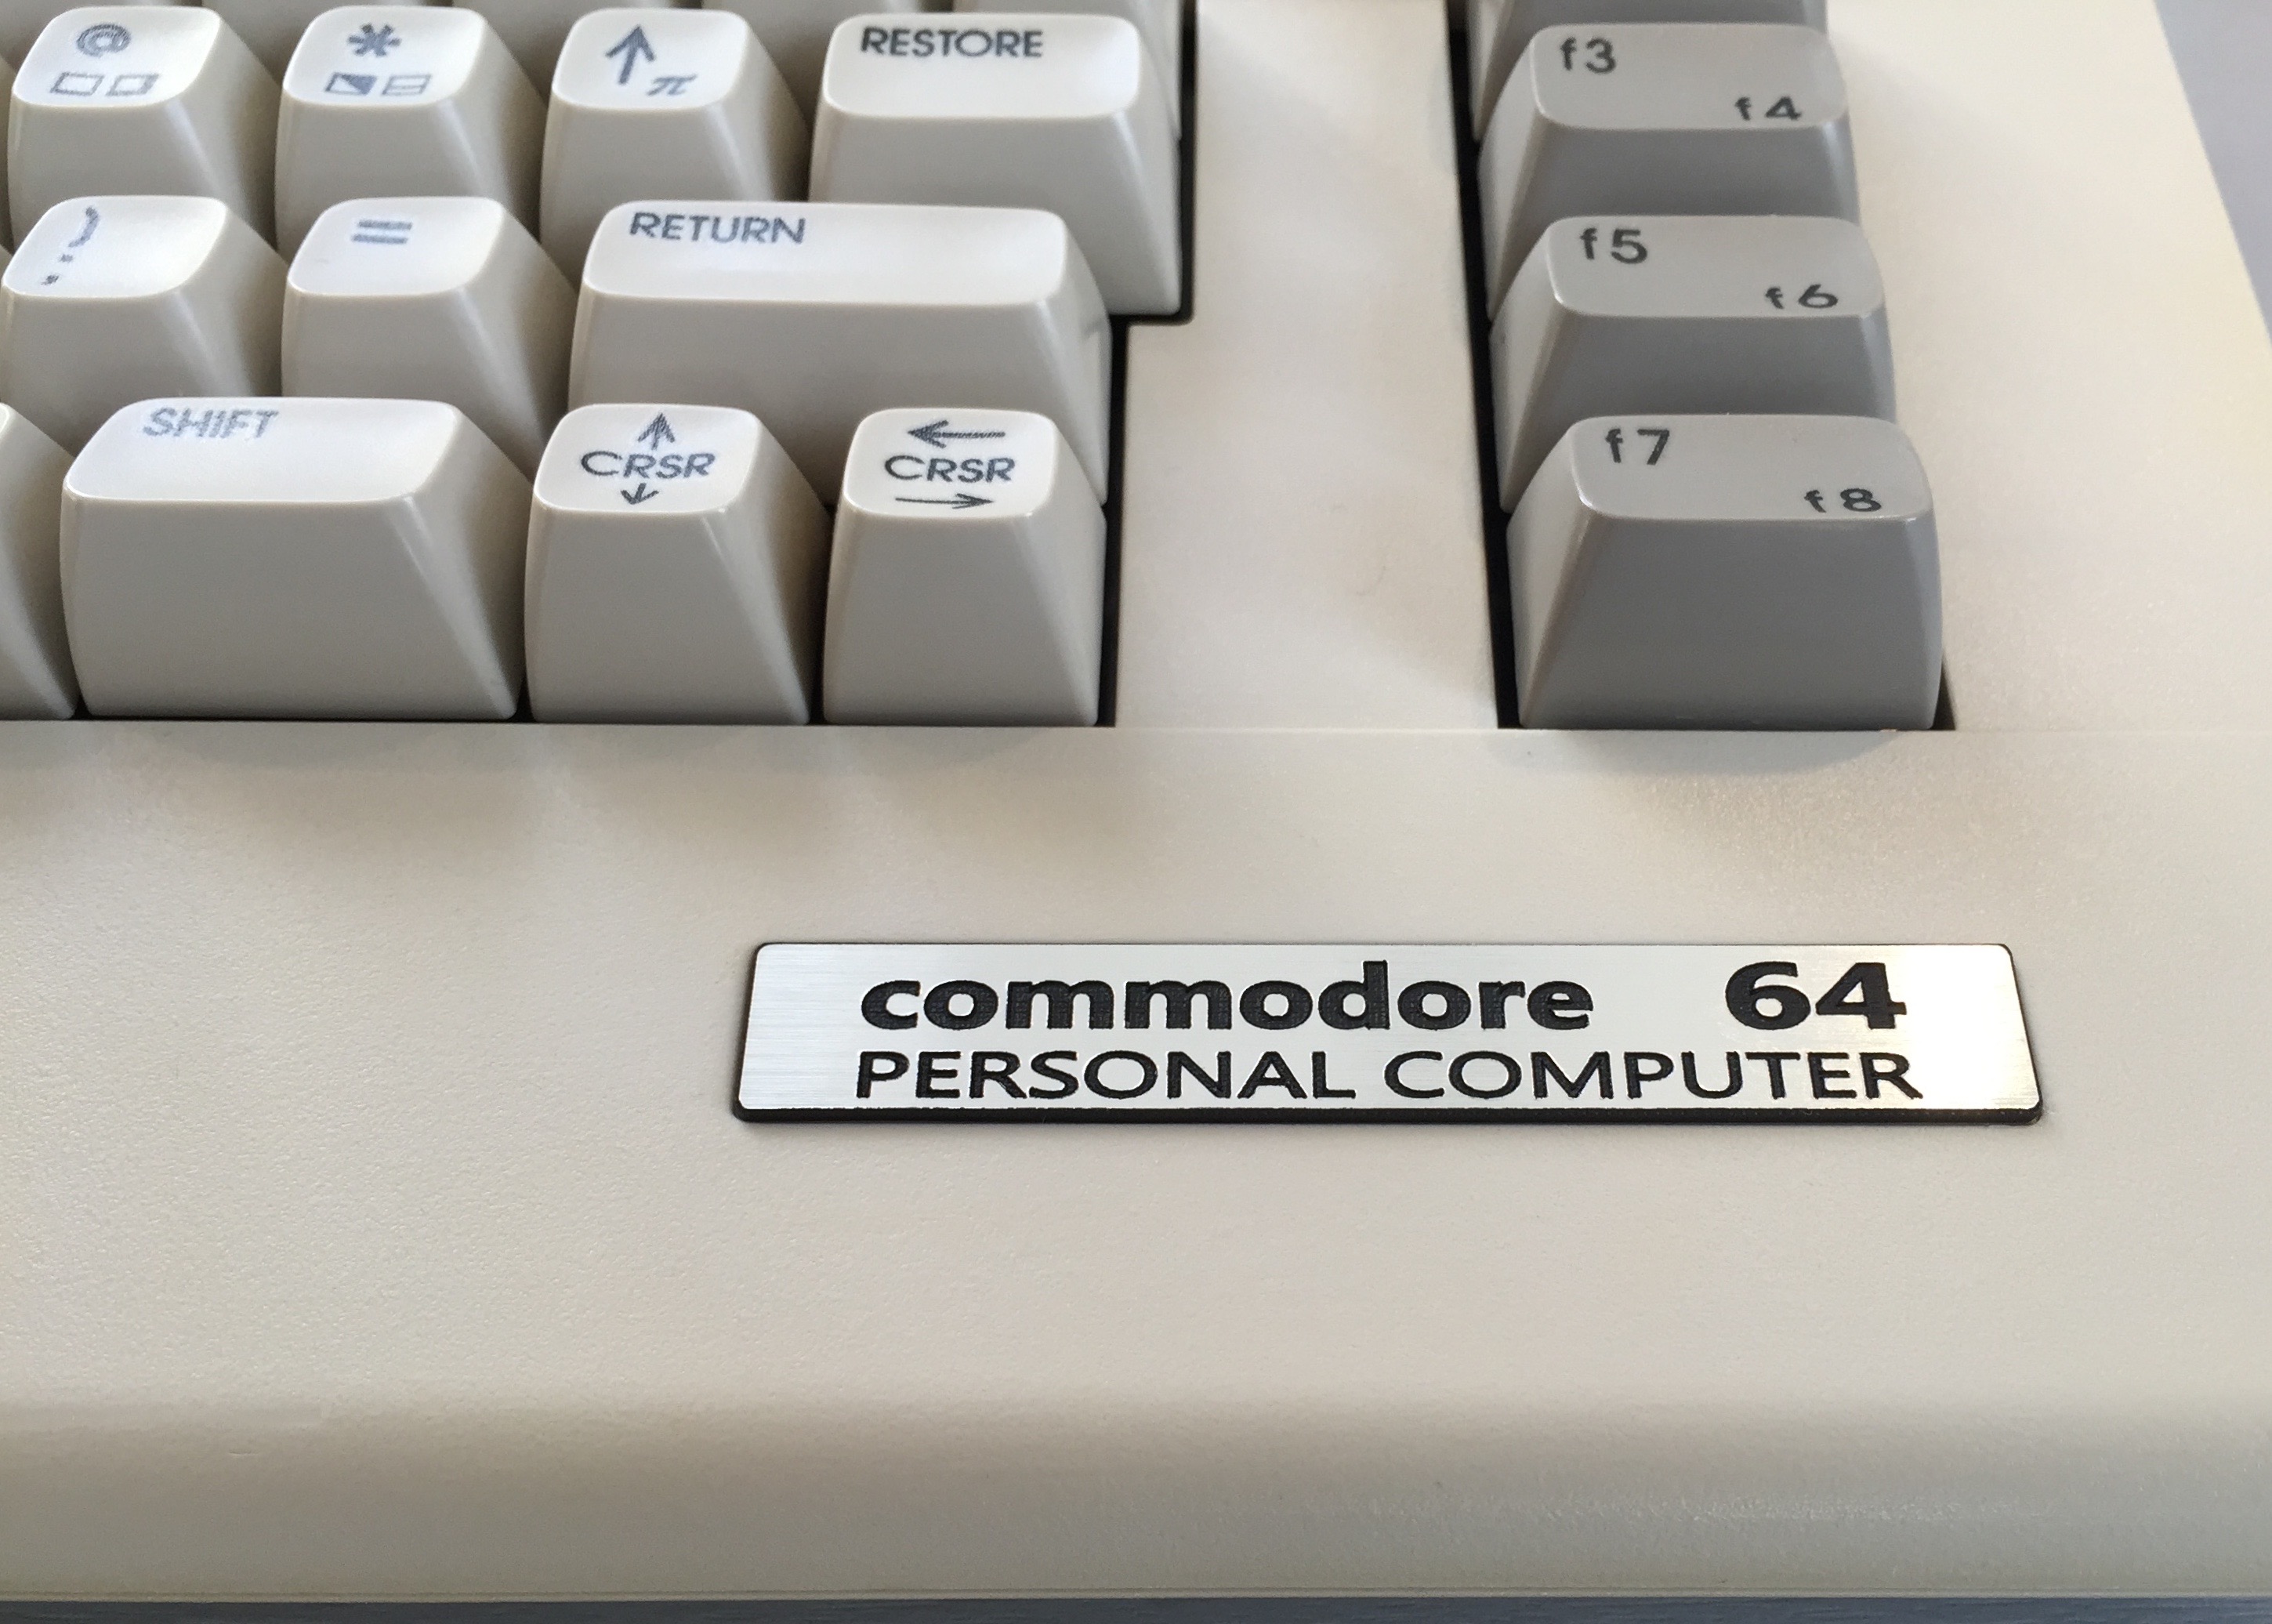 @
*
↑ π
RESTORE
f3
f4
=
RETURN
f5
f6
SHIFT
↑
CRSR
↓
←
CRSR
→
f7
f8
commodore 64
PERSONAL COMPUTER